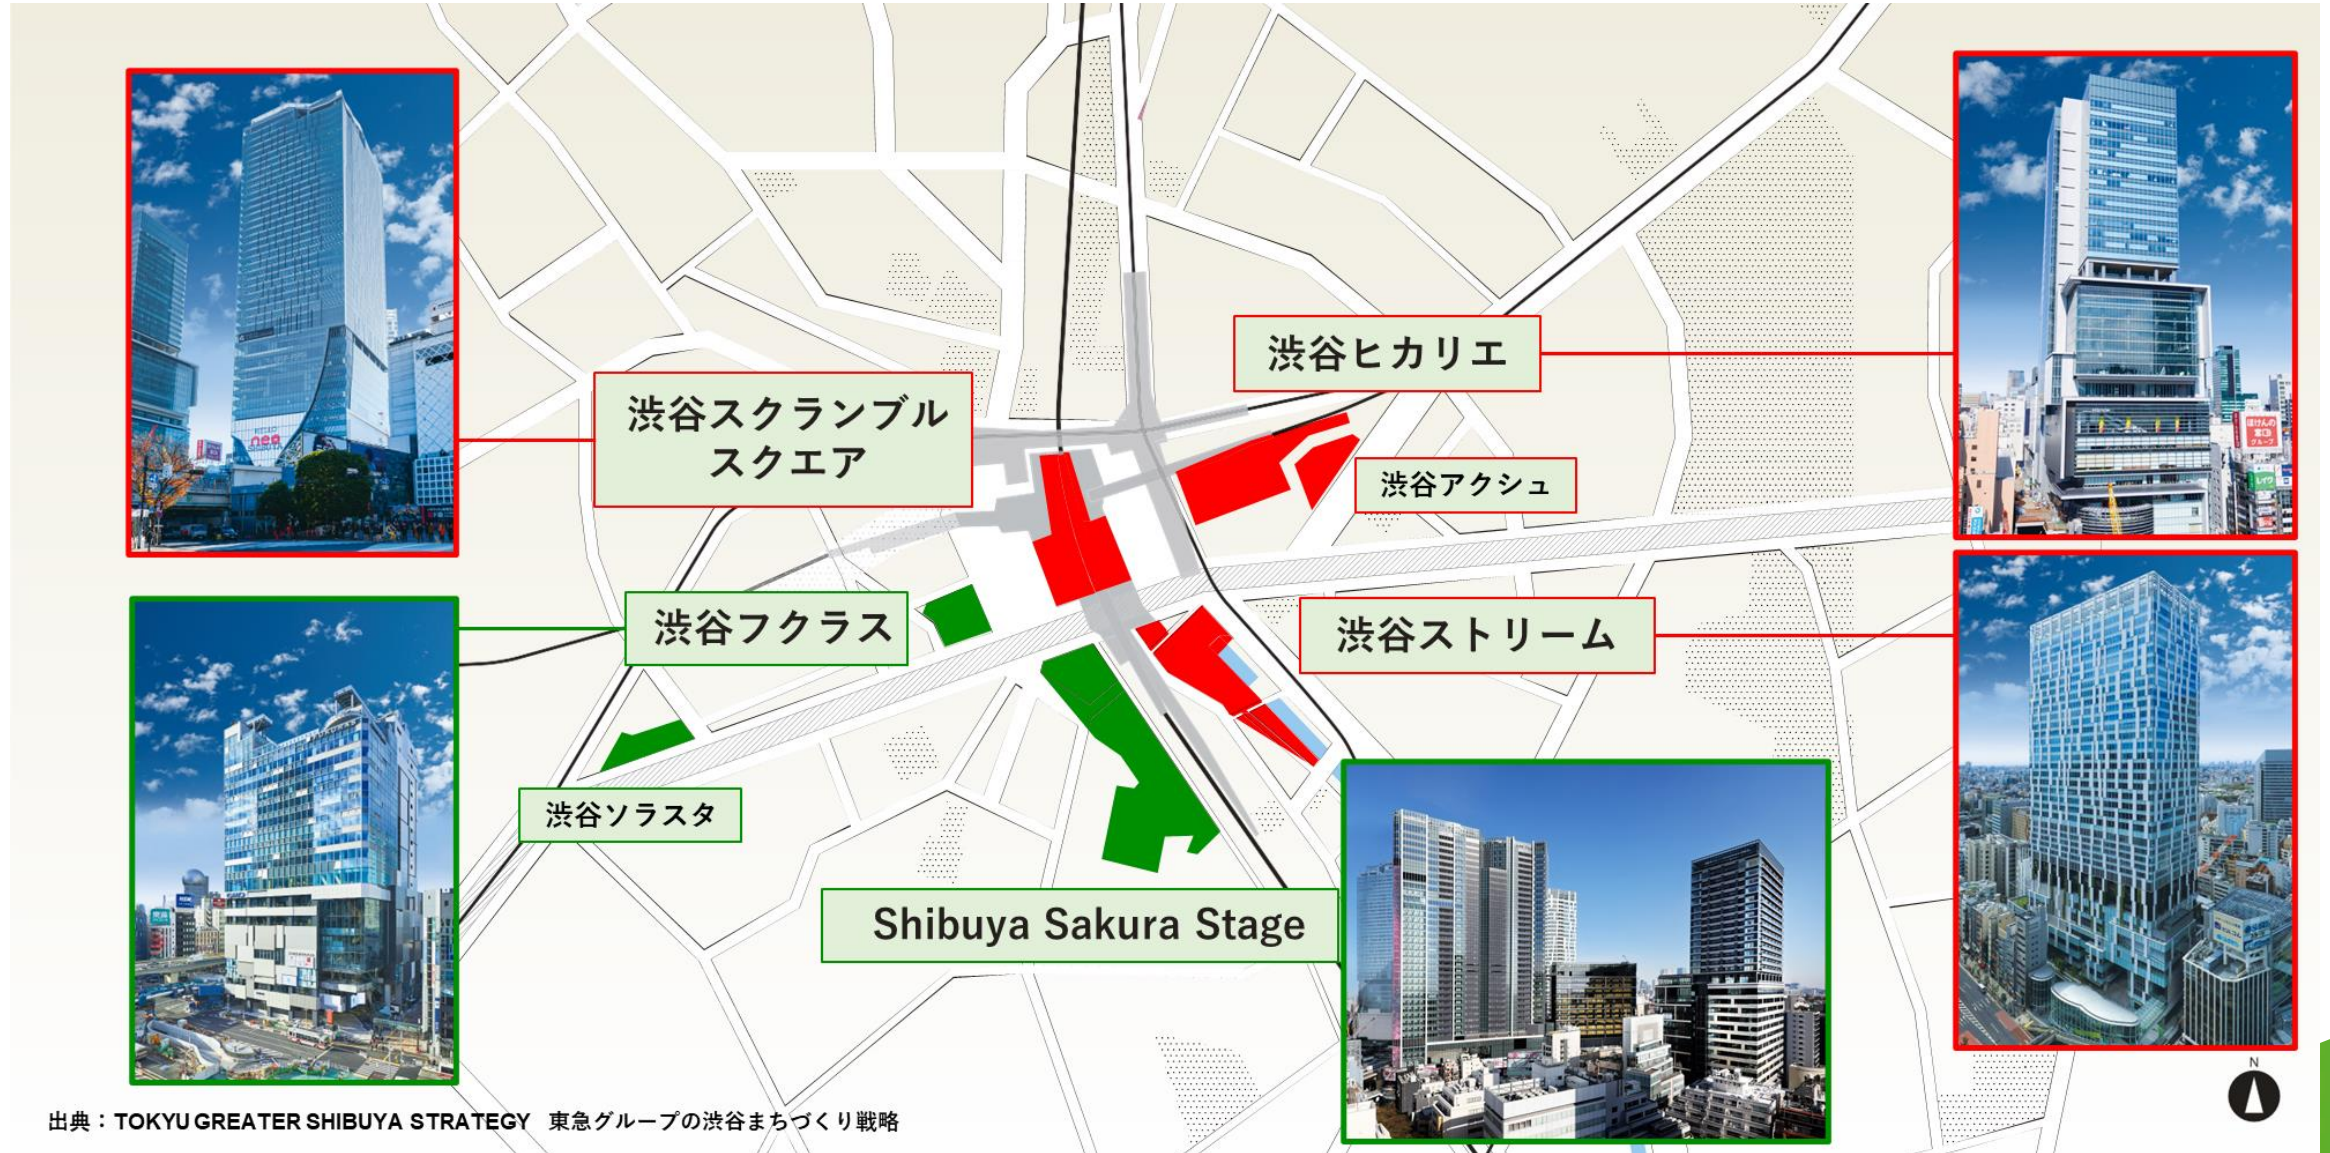 渋谷ヒカリエ
渋谷スクランブル
スクエア
渋谷アクシュ
渋谷フクラス
渋谷ストリーム
渋谷ソラスタ
Shibuya Sakura Stage
N
出典：TOKYU GREATER SHIBUYA STRATEGY 東急グループの渋谷まちづくり戦略